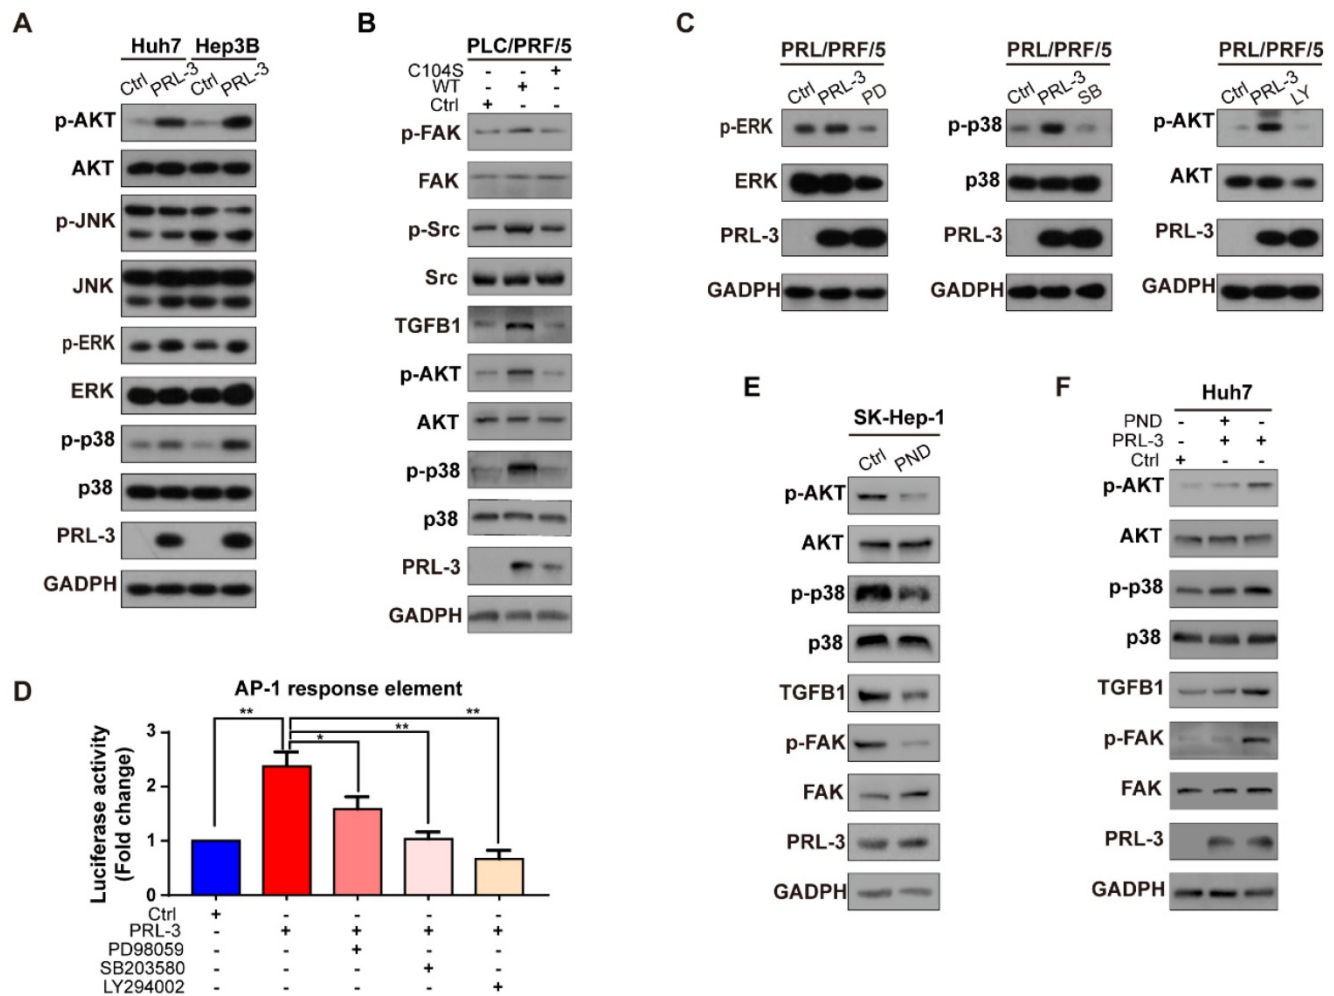 A
Huh7 Hep3B
Ctrl PRL-3 Ctrl PRL-3
p-AKT
AKT
p-JNK
JNK
p-ERK
ERK
p-p38
p38
PRL-3
GADPH
B
PLC/PRF/5
C104S - - +
WT - + -
Ctrl + - -
p-FAK
FAK
p-Src
Src
TGFB1
p-AKT
AKT
p-p38
p38
PRL-3
GADPH
C
PRL/PRF/5
Ctrl PRL-3 PD
p-ERK
ERK
PRL-3
GADPH
PRL/PRF/5
Ctrl PRL-3 SB
p-p38
p38
PRL-3
GADPH
PRL/PRF/5
Ctrl PRL-3 LY
p-AKT
AKT
PRL-3
GADPH
D
AP-1 response element
Luciferase activity
(Fold change)
3
2
1
0
** * ** **
Ctrl + - - - -
PRL-3 - + + + +
PD98059 - - + - -
SB203580 - - - + -
LY294002 - - - - +
E
SK-Hep-1
Ctrl PND
p-AKT
AKT
p-p38
p38
TGFB1
p-FAK
FAK
PRL-3
GADPH
F
Huh7
PND - + -
PRL-3 - + +
Ctrl + - -
p-AKT
AKT
p-p38
p38
TGFB1
p-FAK
FAK
PRL-3
GADPH